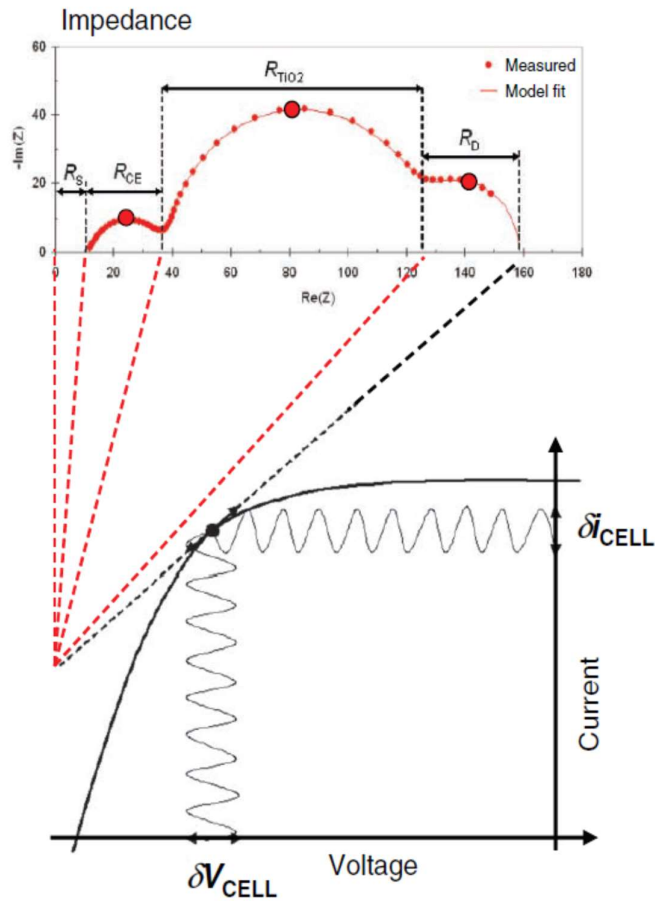 Impedance
60
R_TiO2
Measured
Model fit
40
-Im(Z)
R_S
R_CE
R_D
20
0
0 20 40 60 80 100 120 140 160 180
Re(Z)
δi_CELL
Current
Voltage
δV_CELL